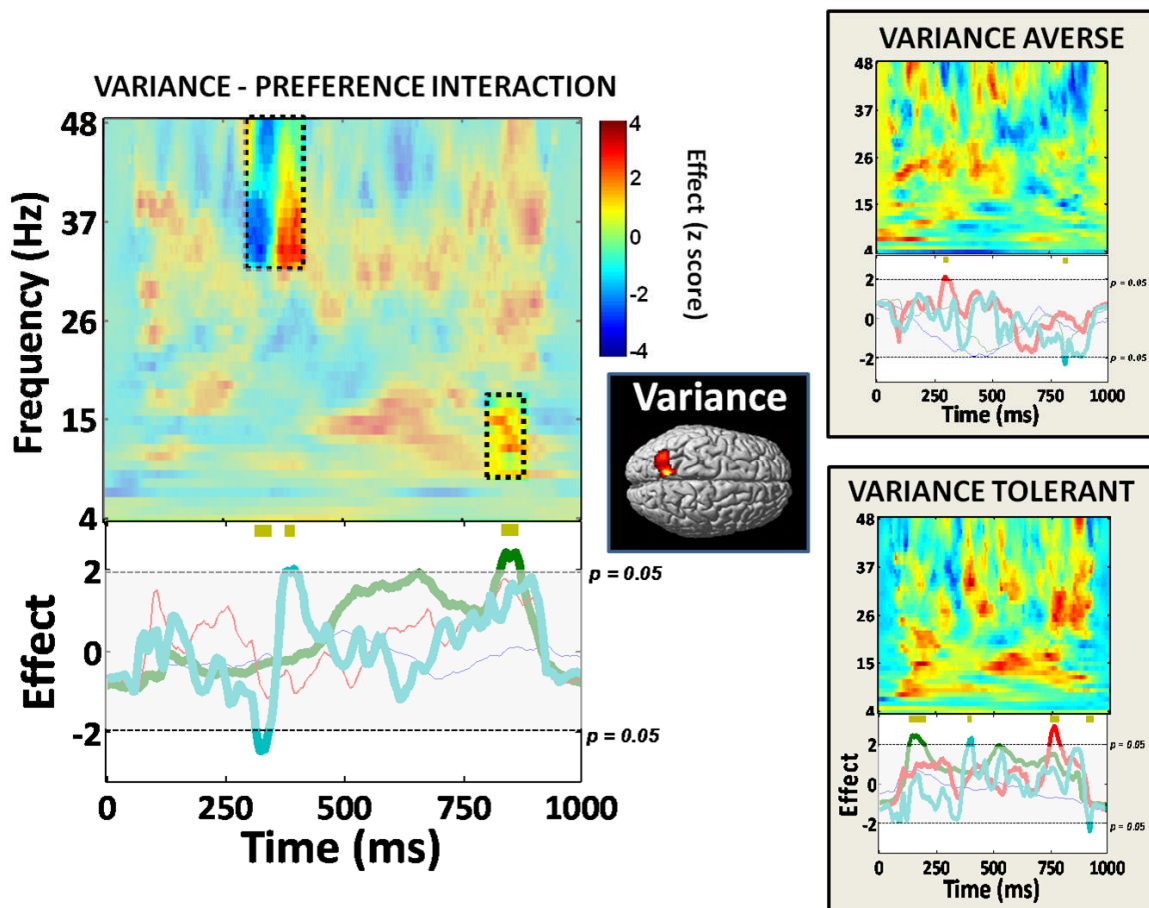 VARIANCE - PREFERENCE INTERACTION
48
37
26
15
4
Frequency (Hz)
4
2
0
-2
-4
Effect (z score)
2
0
-2
Effect
p = 0.05
p = 0.05
0
250
500
750
1000
Time (ms)
Variance
VARIANCE AVERSE
48
37
26
15
4
2
0
-2
p = 0.05
p = 0.05
0
250
500
750
1000
Time (ms)
VARIANCE TOLERANT
48
37
26
15
4
2
0
-2
Effect
p = 0.05
p = 0.05
0
250
500
750
1000
Time (ms)